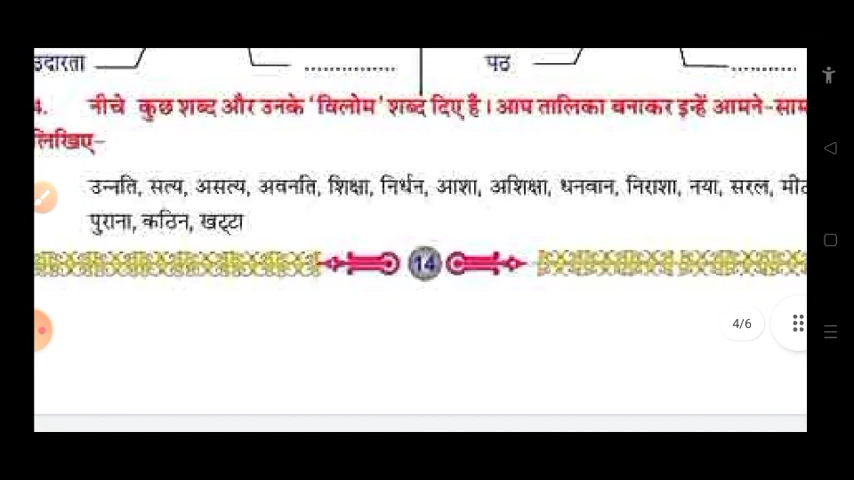 उदारता ............... पठ ...........
4. नीचे कुछ शब्द और उनके 'विलोम' शब्द दिए है। आप तालिका बनाकर इन्हें आमने-साम
लिखिए-
उन्नति, सत्य, असत्य, अवनति, शिक्षा, निर्धन, आशा, अशिक्षा, धनवान, निराशा, नया, सरल,
पुराना, कठिन, खट्टा
14
4/6